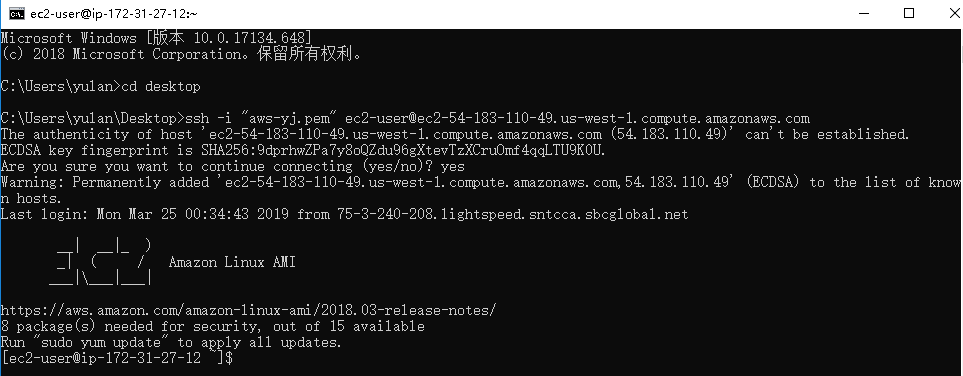 ec2-user@ip-172-31-27-12:~
Microsoft Windows [版本 10.0.17134.648]
(c) 2018 Microsoft Corporation。保留所有权利。
C:\Users\yulan>cd desktop
C:\Users\yulan\Desktop>ssh -i "aws-yj.pem" ec2-user@ec2-54-183-110-49.us-west-1.compute.amazonaws.com
The authenticity of host 'ec2-54-183-110-49.us-west-1.compute.amazonaws.com (54.183.110.49)' can't be established.
ECDSA key fingerprint is SHA256:9dprhwZPa7y8oQZdu96gXtevTzXCruOmf4qqLTU9K0U.
Are you sure you want to continue connecting (yes/no)? yes
Warning: Permanently added 'ec2-54-183-110-49.us-west-1.compute.amazonaws.com,54.183.110.49' (ECDSA) to the list of know
n hosts.
Last login: Mon Mar 25 00:34:43 2019 from 75-3-240-208.lightspeed.sntcca.sbcglobal.net
__|  __|_  )
_|  (     /   Amazon Linux AMI
___|\___|___|
https://aws.amazon.com/amazon-linux-ami/2018.03-release-notes/
8 package(s) needed for security, out of 15 available
Run "sudo yum update" to apply all updates.
[ec2-user@ip-172-31-27-12 ~]$